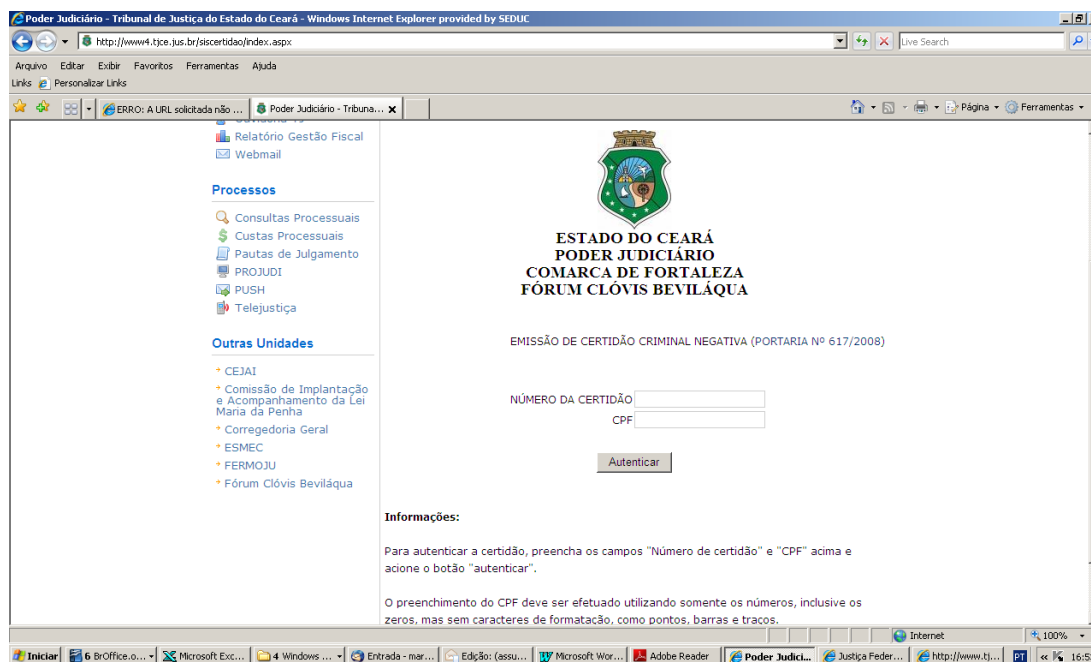 Poder Judiciário - Tribunal de Justiça do Estado do Ceará - Windows Internet Explorer provided by SEDUC
http://www4.tjce.jus.br/siscertidao/index.aspx
Live Search
Arquivo Editar Exibir Favoritos Ferramentas Ajuda
Links Personalizar Links
ERRO: A URL solicitada não ... Poder Judiciário - Tribuna... Página Ferramentas
Relatório Gestão Fiscal
Webmail
Processos
Consultas Processuais
Custas Processuais
Pautas de Julgamento
PROJUDI
PUSH
Telejustiça
Outras Unidades
CEJAI
Comissão de Implantação
e Acompanhamento da Lei
Maria da Penha
Corregedoria Geral
ESMEC
FERMOJU
Fórum Clóvis Beviláqua
ESTADO DO CEARÁ
PODER JUDICIÁRIO
COMARCA DE FORTALEZA
FÓRUM CLÓVIS BEVILÁQUA
EMISSÃO DE CERTIDÃO CRIMINAL NEGATIVA (PORTARIA Nº 617/2008)
NÚMERO DA CERTIDÃO
CPF
Autenticar
Informações:
Para autenticar a certidão, preencha os campos "Número de certidão" e "CPF" acima e
acione o botão "autenticar".
O preenchimento do CPF deve ser efetuado utilizando somente os números, inclusive os
zeros, mas sem caracteres de formatação, como pontos, barras e traços.
Internet 100%
Iniciar 6 BrOffice.o... Microsoft Exc... 4 Windows ... Entrada - mar... Edição: (assu... Microsoft Wor... Adobe Reader Poder Judici... Justiça Feder... http://www.tj... PT